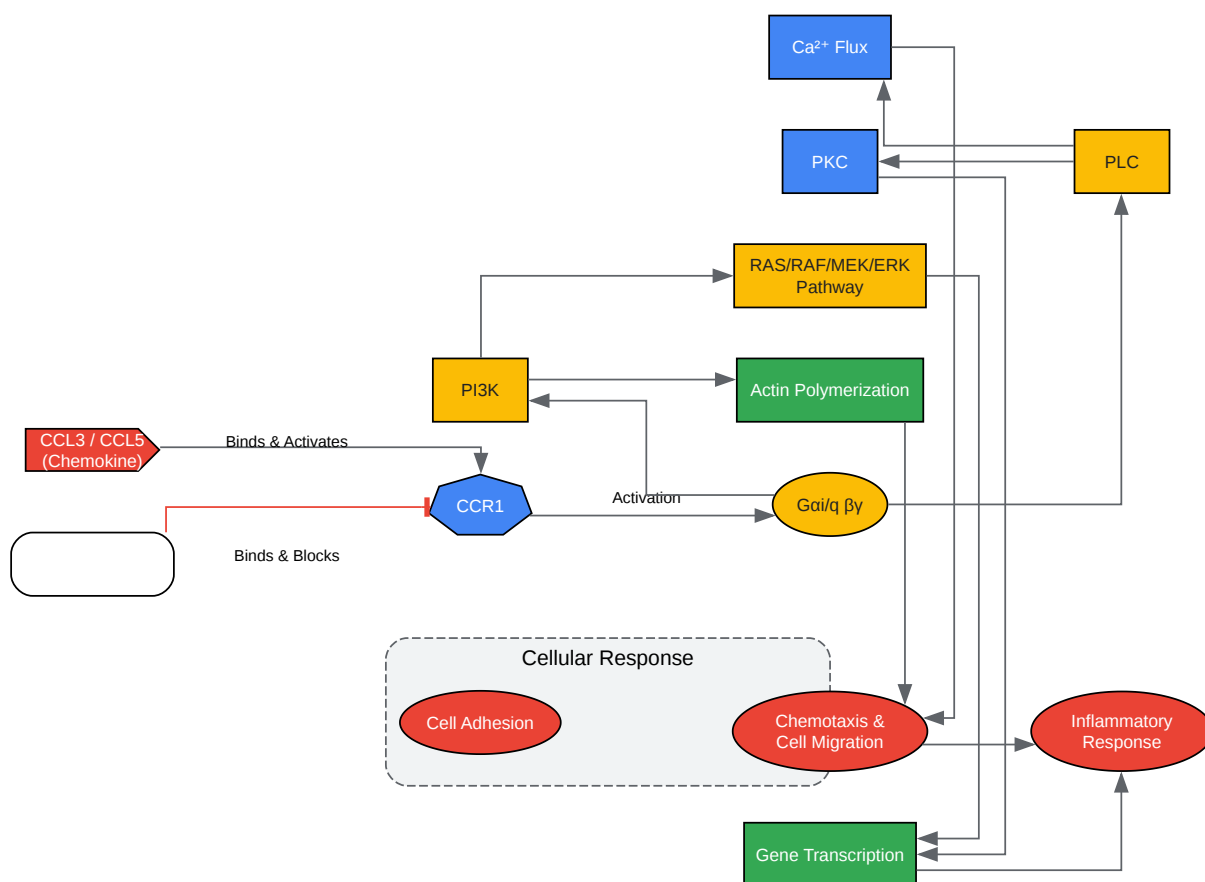 Ca²⁺ Flux
PKC
PLC
RAS/RAF/MEK/ERK
Pathway
PI3K
Actin Polymerization
CCL3 / CCL5
(Chemokine)
Binds & Activates
CCR1
Activation
Gαi/q βγ
Binds & Blocks
Cellular Response
Cell Adhesion
Chemotaxis &
Cell Migration
Inflammatory
Response
Gene Transcription